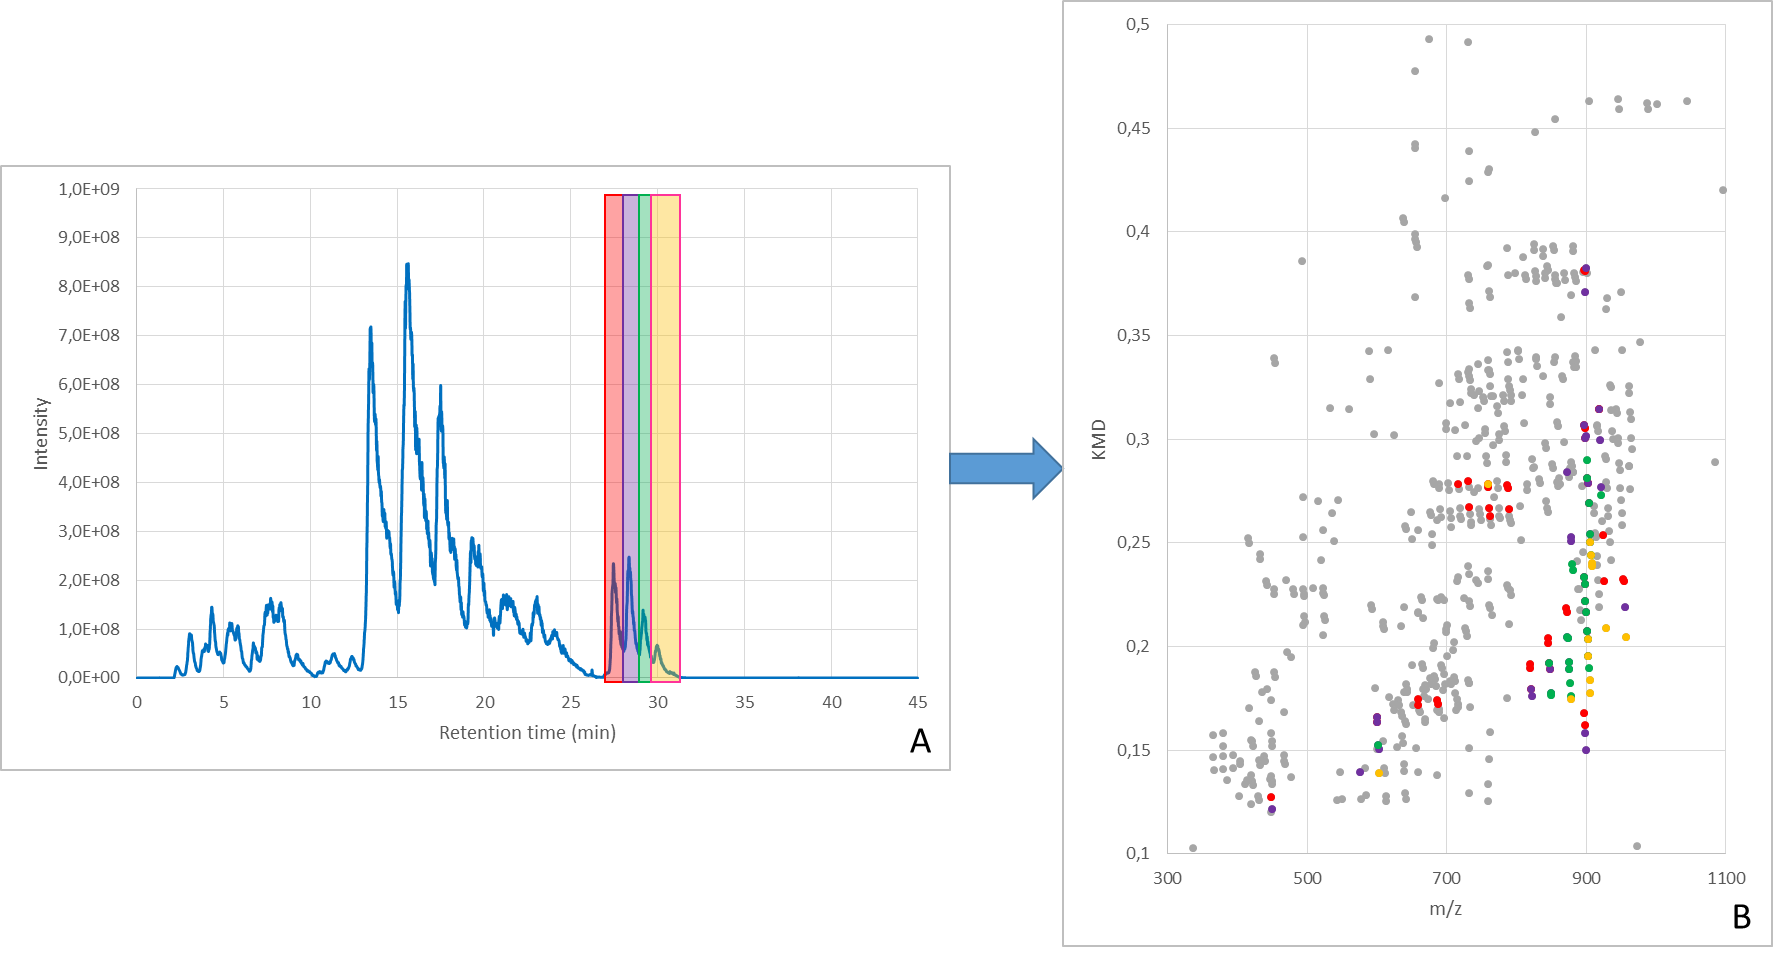 1,0E+09
9,0E+08
8,0E+08
7,0E+08
6,0E+08
5,0E+08
4,0E+08
3,0E+08
2,0E+08
1,0E+08
0,0E+00
Intensity
0 5 10 15 20 25 30 35 40 45
Retention time (min)
A
0,5
0,45
0,4
0,35
0,3
0,25
0,2
0,15
0,1
KMD
300 500 700 900 1100
m/z
B